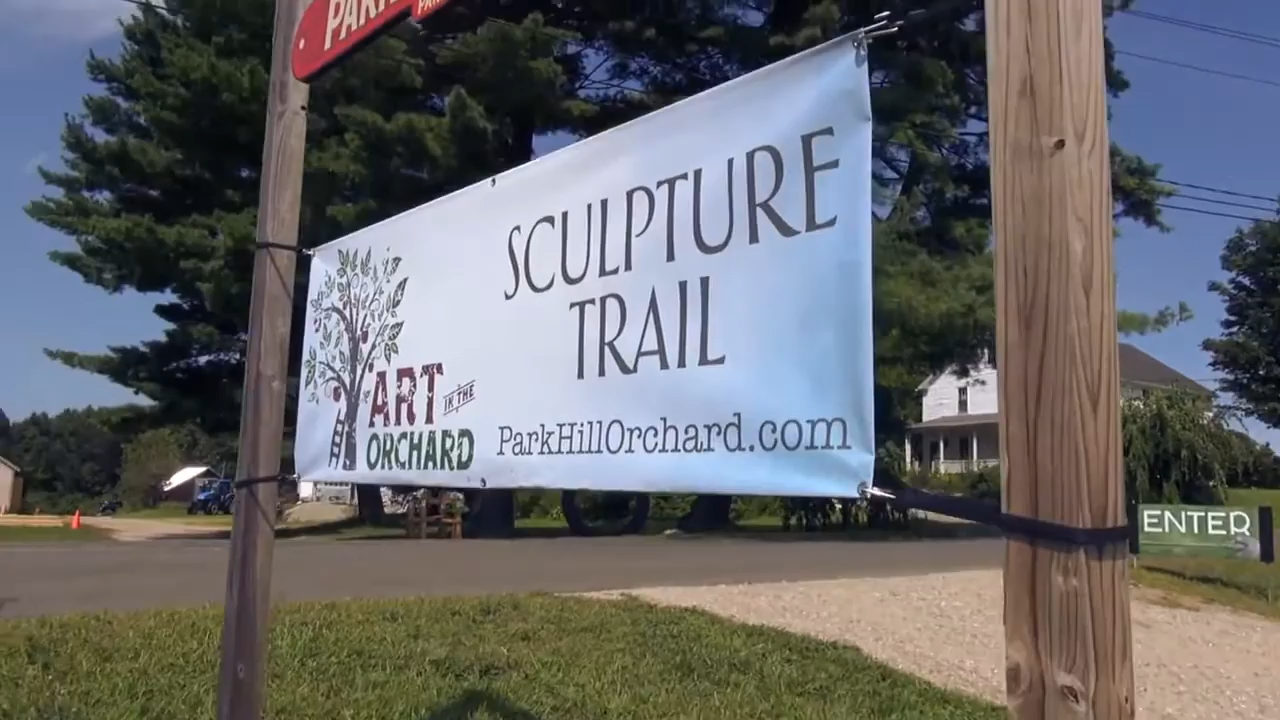 SCULPTURE
TRAIL
ART IN THE
ORCHARD
ParkHillOrchard.com
ENTER